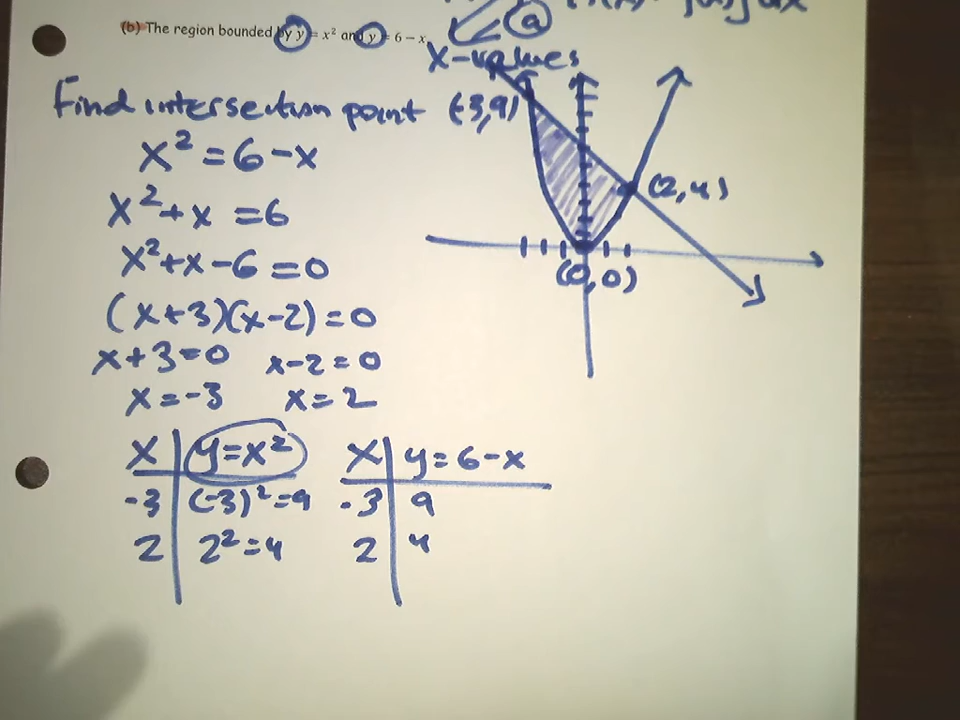 (b) The region bounded by y = x² and y = 6 – x.
a
x-values
Find intersection point
(-3,9)
x² = 6 - x
x² + x = 6
x² + x - 6 = 0
(x+3)(x-2) = 0
x+3=0 x-2=0
x=-3 x=2
(2,4)
(0,0)
x y=x² x y=6-x
-3 (-3)²=9 -3 9
2 2²=4 2 4